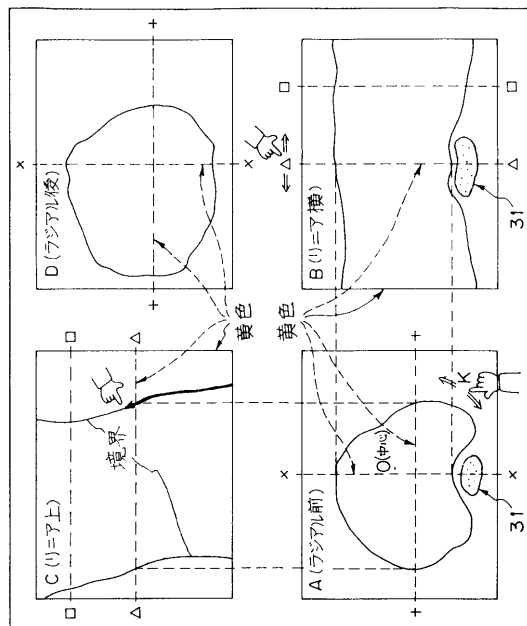 ×
C(リニア上)
D(ラジアル後)
□ □
△ △
境界
+ +
×
黄色
黄色
△
A(ラジアル前)
B(リニア横)
□ □
O(中心)
+ +
K
× ×
△
31
31